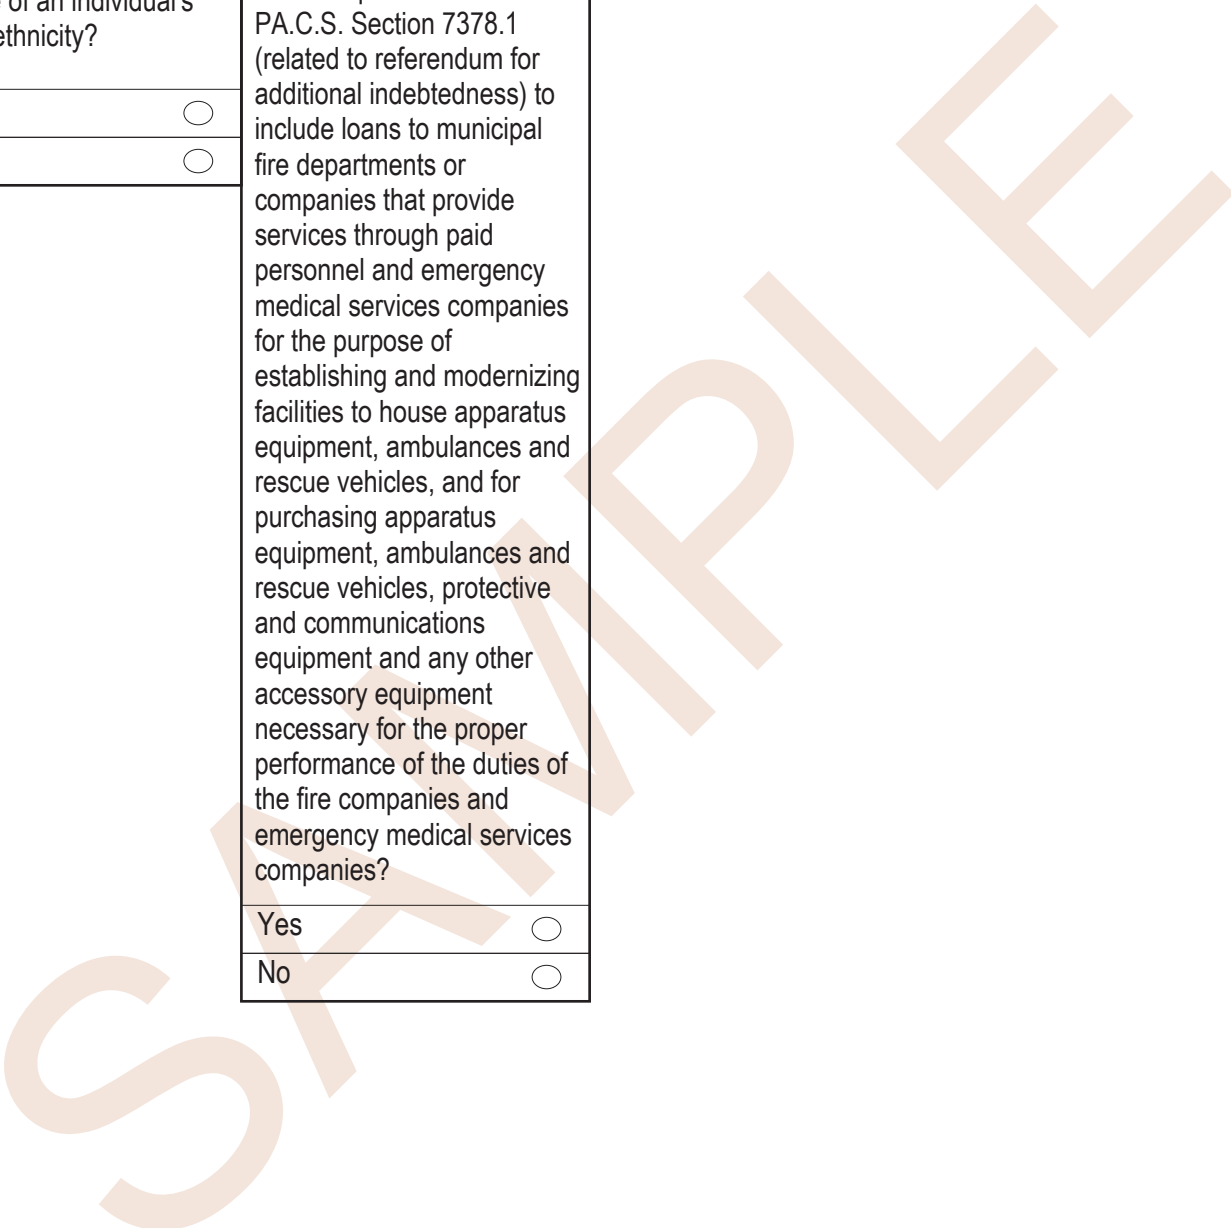 of an individual's
ethnicity?
PA.C.S. Section 7378.1
(related to referendum for
additional indebtedness) to
include loans to municipal
fire departments or
companies that provide
services through paid
personnel and emergency
medical services companies
for the purpose of
establishing and modernizing
facilities to house apparatus
equipment, ambulances and
rescue vehicles, and for
purchasing apparatus
equipment, ambulances and
rescue vehicles, protective
and communications
equipment and any other
accessory equipment
necessary for the proper
performance of the duties of
the fire companies and
emergency medical services
companies?
Yes
No
SAMPLE